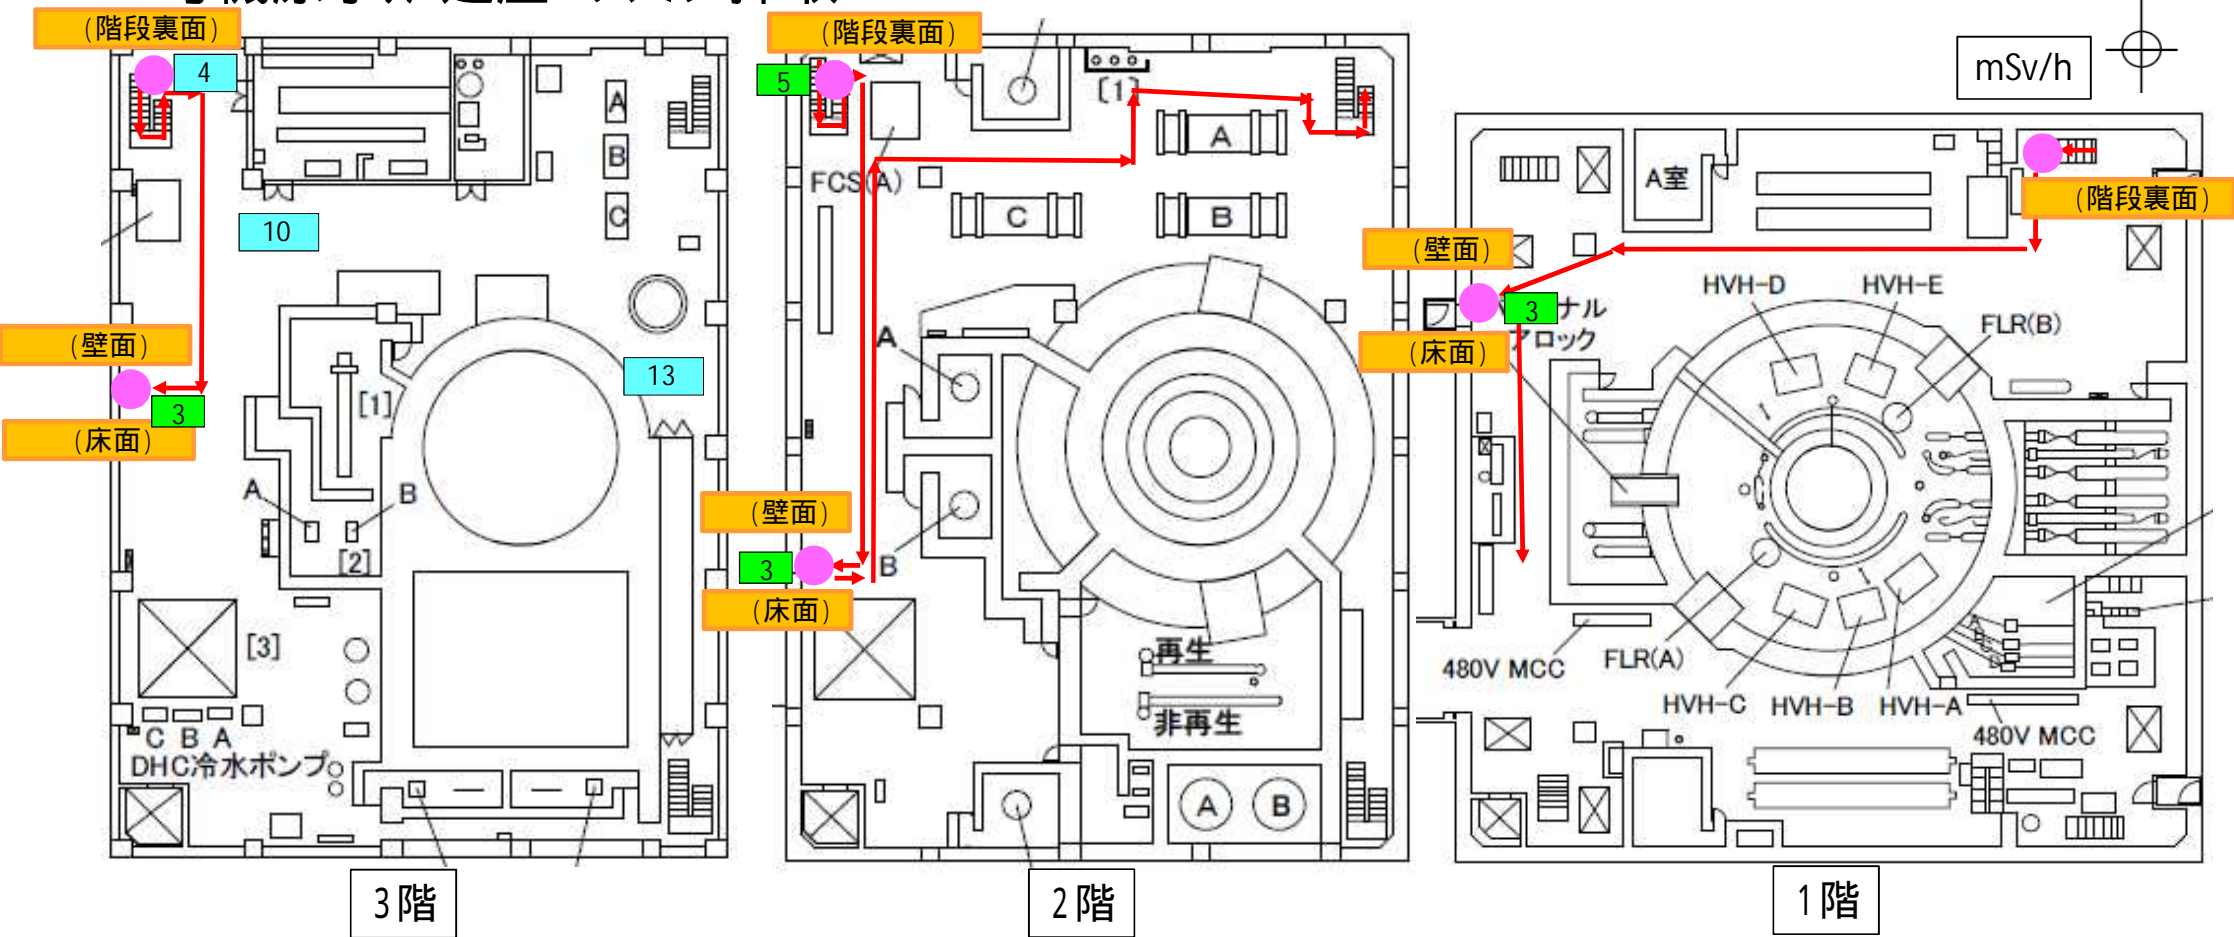 (階段裏面)
4
10
(壁面)
3
(床面)
13
A
B
C
[1]
A
B
[2]
[3]
C B A
DHC冷水ポンプ
3階
(階段裏面)
5
[1]
FCS(A)
A
C
B
A
(壁面)
3
B
(床面)
再生
非再生
A
B
2階
mSv/h
A室
(階段裏面)
(壁面)
3
ナル
アロック
(床面)
HVH-D
HVH-E
FLR(B)
480V MCC
FLR(A)
HVH-C
HVH-B
HVH-A
480V MCC
1階